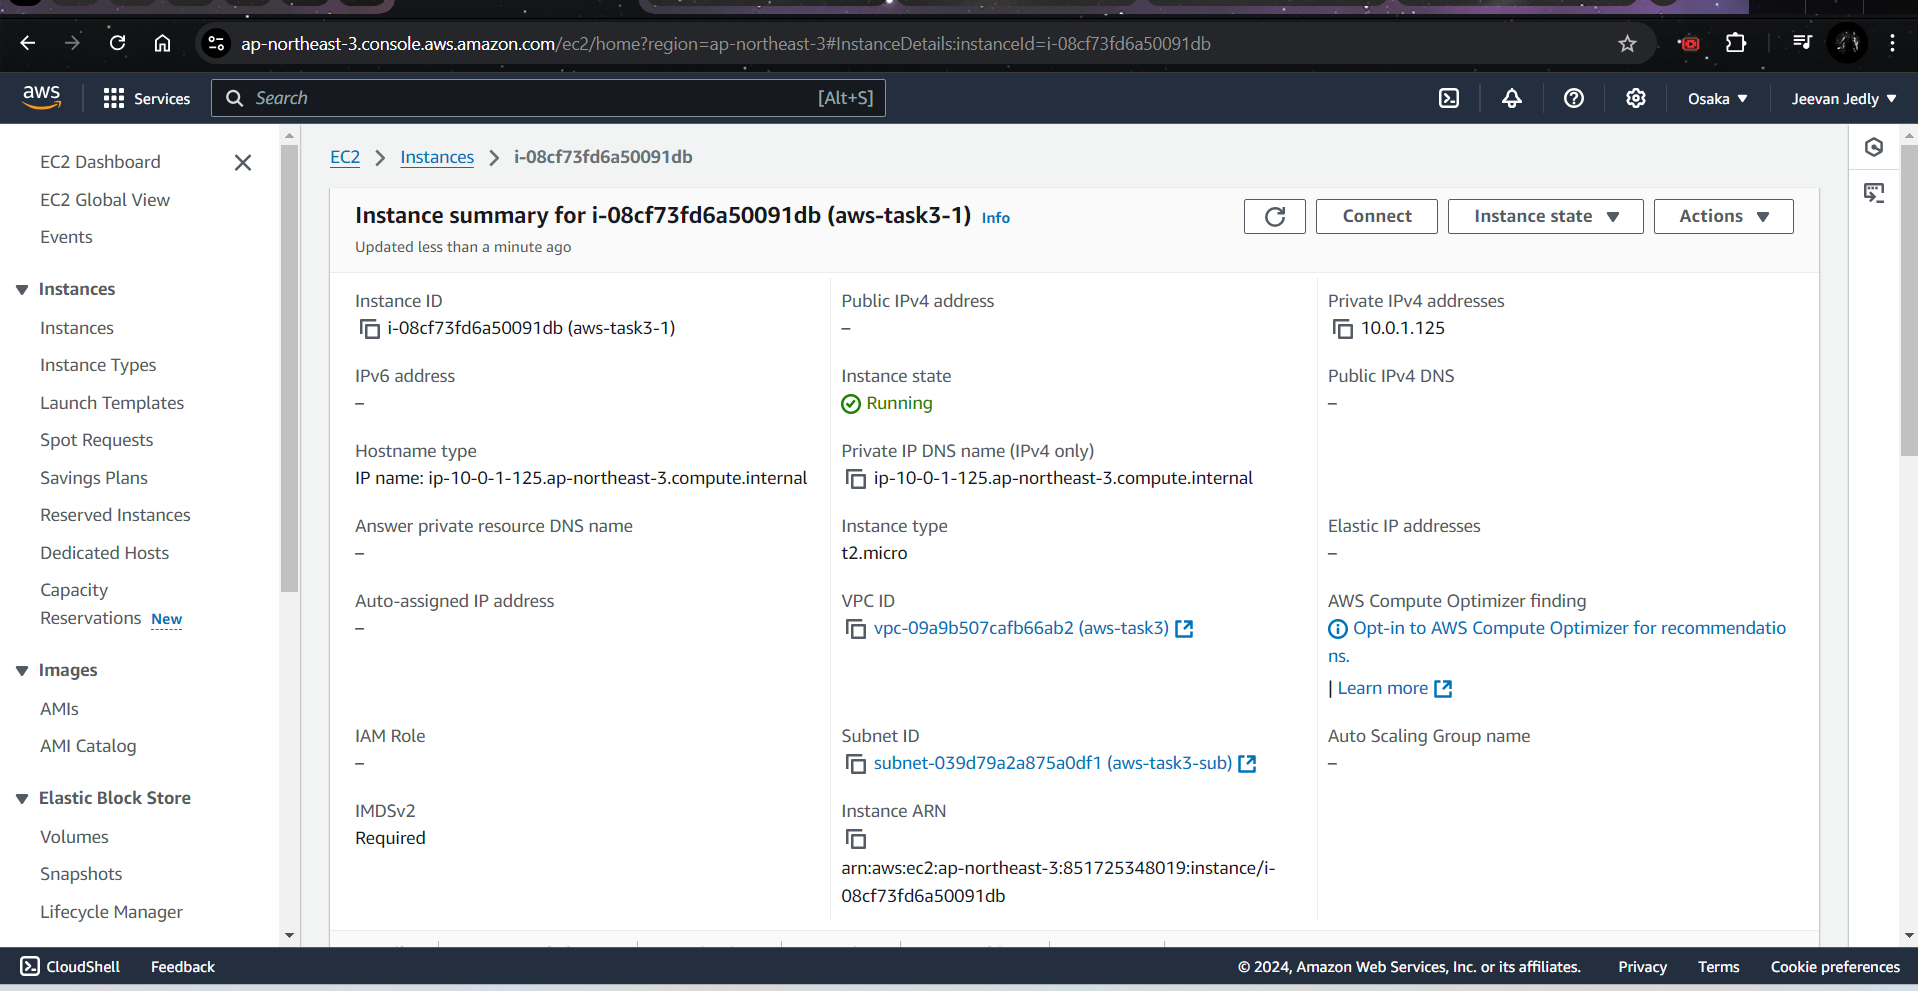 ap-northeast-3.console.aws.amazon.com/ec2/home?region=ap-northeast-3#InstanceDetails:instanceId=i-08cf73fd6a50091db
aws
Services
Search
[Alt+S]
Osaka
Jeevan Jedly
EC2 Dashboard
EC2 Global View
Events
Instances
Instances
Instance Types
Launch Templates
Spot Requests
Savings Plans
Reserved Instances
Dedicated Hosts
Capacity
Reservations New
Images
AMIs
AMI Catalog
Elastic Block Store
Volumes
Snapshots
Lifecycle Manager
EC2 > Instances > i-08cf73fd6a50091db
Instance summary for i-08cf73fd6a50091db (aws-task3-1) Info
Updated less than a minute ago
Connect
Instance state
Actions
Instance ID
i-08cf73fd6a50091db (aws-task3-1)
Public IPv4 address
–
Private IPv4 addresses
10.0.1.125
IPv6 address
–
Instance state
Running
Public IPv4 DNS
–
Hostname type
IP name: ip-10-0-1-125.ap-northeast-3.compute.internal
Private IP DNS name (IPv4 only)
ip-10-0-1-125.ap-northeast-3.compute.internal
Answer private resource DNS name
–
Instance type
t2.micro
Elastic IP addresses
–
Auto-assigned IP address
–
VPC ID
vpc-09a9b507cafb66ab2 (aws-task3)
AWS Compute Optimizer finding
Opt-in to AWS Compute Optimizer for recommendatio
ns.
| Learn more
IAM Role
–
Subnet ID
subnet-039d79a2a875a0df1 (aws-task3-sub)
Auto Scaling Group name
–
IMDSv2
Required
Instance ARN
arn:aws:ec2:ap-northeast-3:851725348019:instance/i-
08cf73fd6a50091db
CloudShell
Feedback
© 2024, Amazon Web Services, Inc. or its affiliates.
Privacy
Terms
Cookie preferences